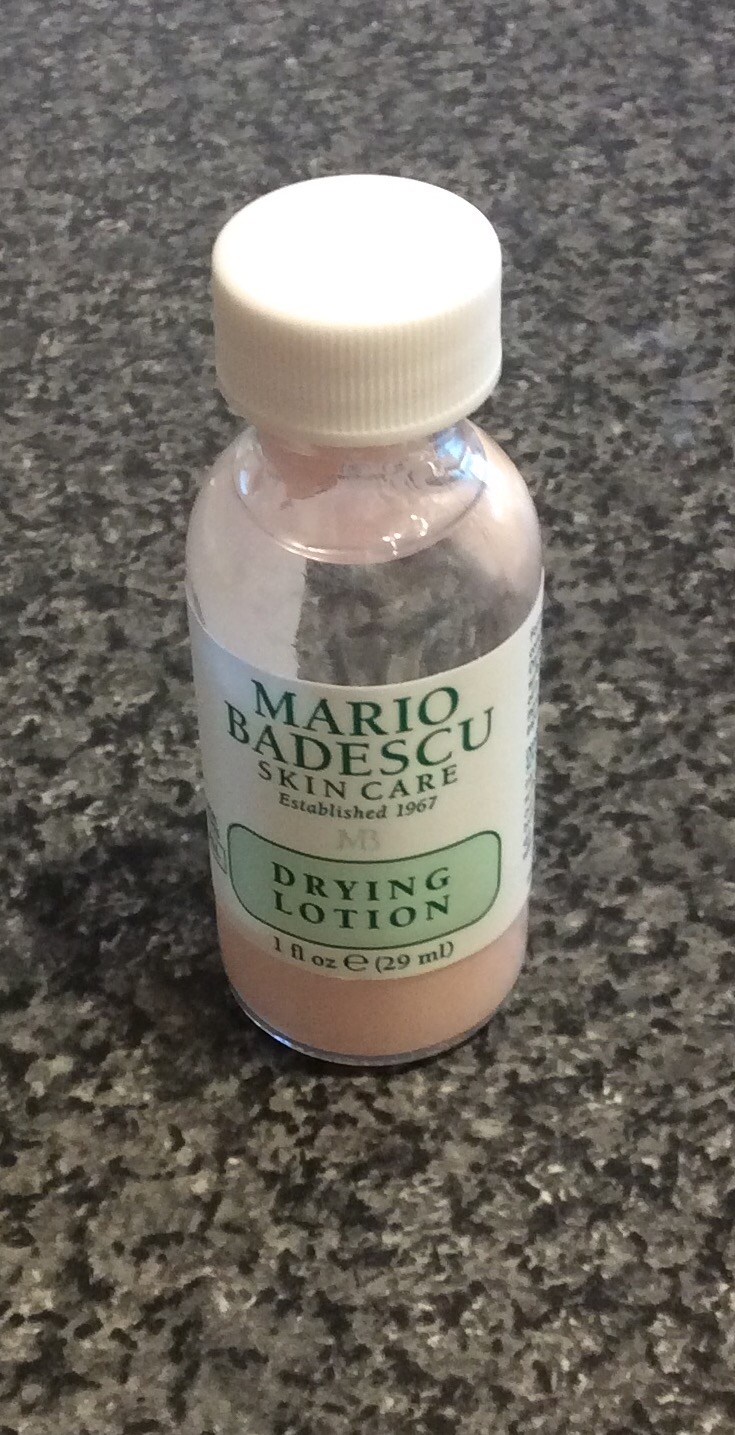 MARIO
BADESCU
SKIN CARE
Established 1967
MB
DRYING
LOTION
1 fl oz ℮ (29 ml)